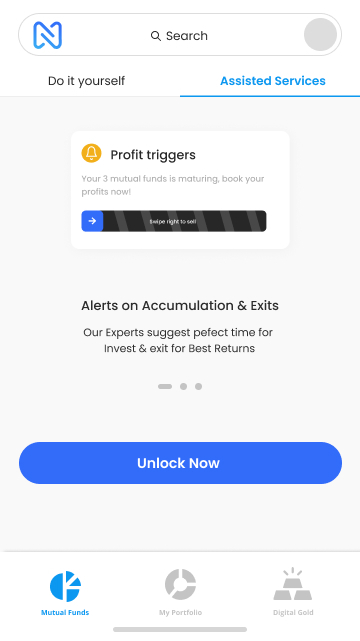 Search
Do it yourself
Assisted Services
Profit triggers
Your 3 mutual funds is maturing, book your
profits now!
Swipe right to sell
Alerts on Accumulation & Exits
Our Experts suggest pefect time for
Invest & exit for Best Returns
Unlock Now
Mutual Funds
My Portfolio
Digital Gold